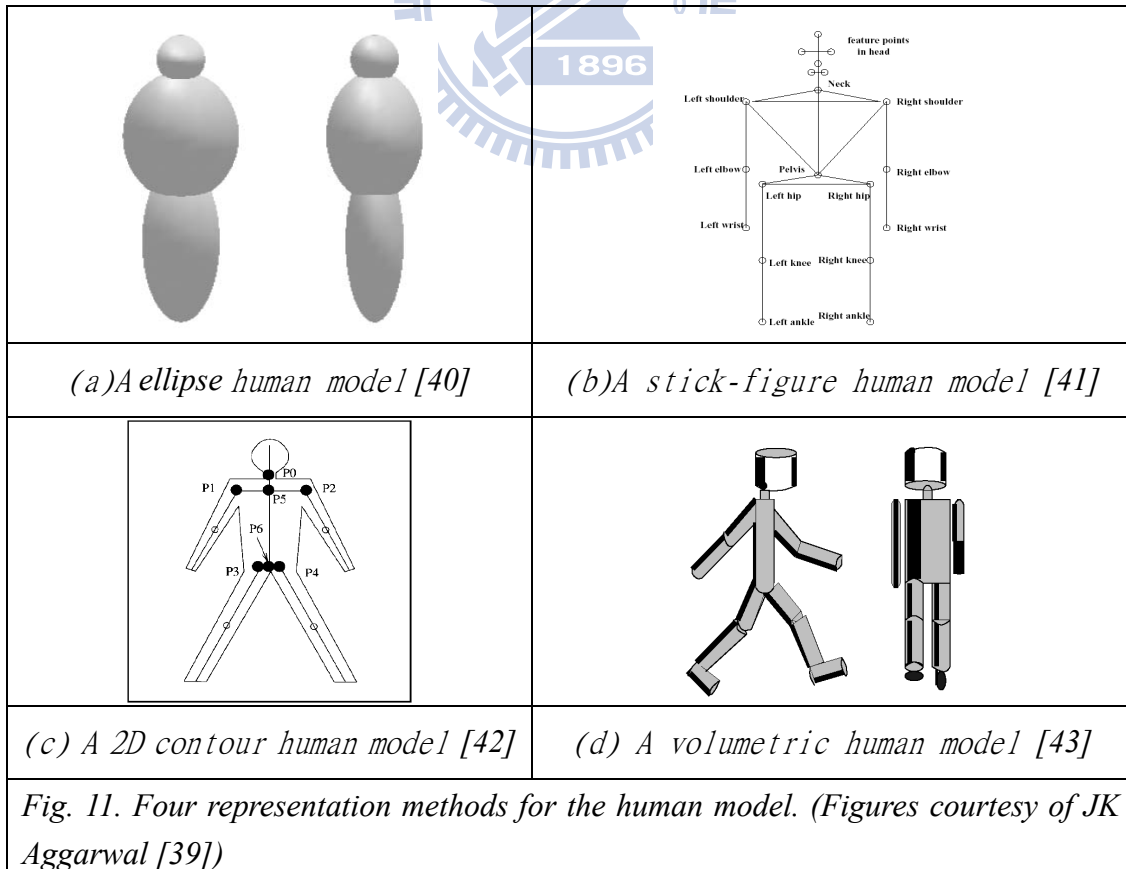 1896
feature points
in head
Neck
Left shoulder
Right shoulder
Left elbow
Pelvis
Right elbow
Left hip
Right hip
Left wrist
Right wrist
Left knee
Right knee
Left ankle
Right ankle
(a)A ellipse human model [40]
(b)A stick-figure human model [41]
P0
P1
P2
P5
P6
P3
P4
(c) A 2D contour human model [42]
(d) A volumetric human model [43]
Fig. 11. Four representation methods for the human model. (Figures courtesy of JK
Aggarwal [39])